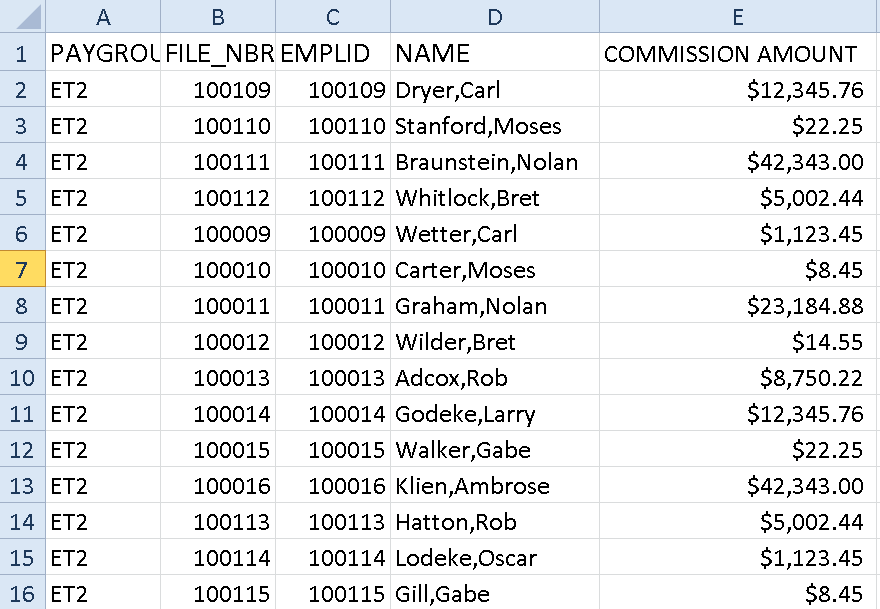 A B C D E
1 PAYGROU FILE_NBR EMPLID NAME COMMISSION AMOUNT
2 ET2 100109 100109 Dryer,Carl $12,345.76
3 ET2 100110 100110 Stanford,Moses $22.25
4 ET2 100111 100111 Braunstein,Nolan $42,343.00
5 ET2 100112 100112 Whitlock,Bret $5,002.44
6 ET2 100009 100009 Wetter,Carl $1,123.45
7 ET2 100010 100010 Carter,Moses $8.45
8 ET2 100011 100011 Graham,Nolan $23,184.88
9 ET2 100012 100012 Wilder,Bret $14.55
10 ET2 100013 100013 Adcox,Rob $8,750.22
11 ET2 100014 100014 Godeke,Larry $12,345.76
12 ET2 100015 100015 Walker,Gabe $22.25
13 ET2 100016 100016 Klien,Ambrose $42,343.00
14 ET2 100113 100113 Hatton,Rob $5,002.44
15 ET2 100114 100114 Lodeke,Oscar $1,123.45
16 ET2 100115 100115 Gill,Gabe $8.45